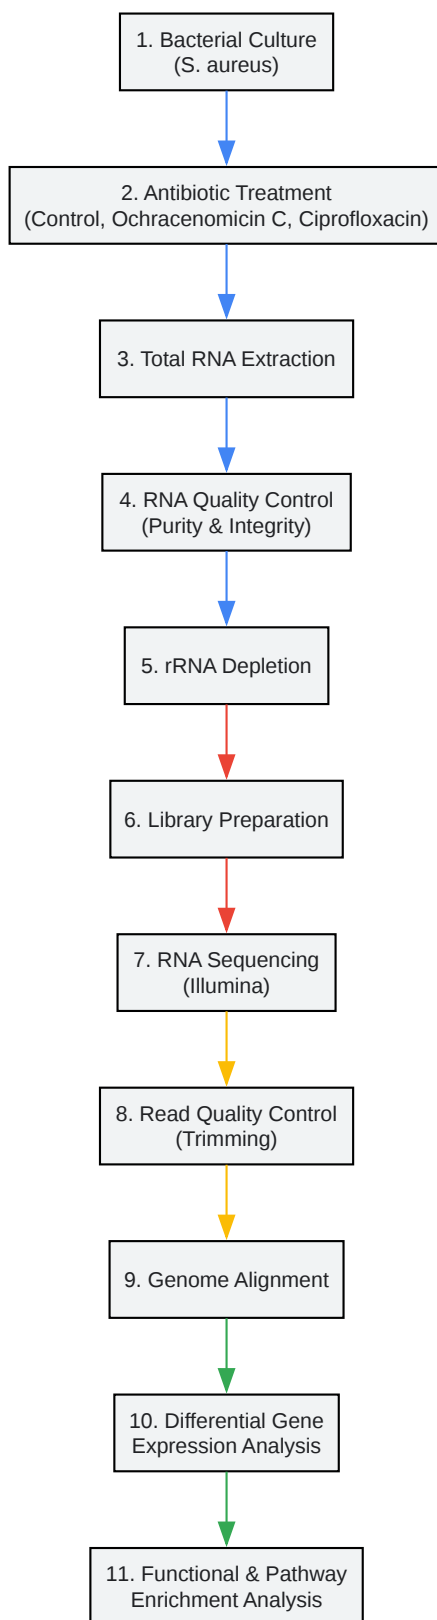 1. Bacterial Culture
(S. aureus)
2. Antibiotic Treatment
(Control, Ochracenomicin C, Ciprofloxacin)
3. Total RNA Extraction
4. RNA Quality Control
(Purity & Integrity)
5. rRNA Depletion
6. Library Preparation
7. RNA Sequencing
(Illumina)
8. Read Quality Control
(Trimming)
9. Genome Alignment
10. Differential Gene
Expression Analysis
11. Functional & Pathway
Enrichment Analysis